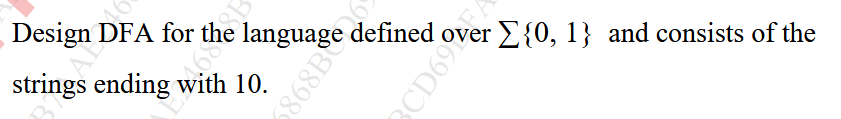 Design DFA for the language defined over ∑{0, 1} and consists of the
strings ending with 10.